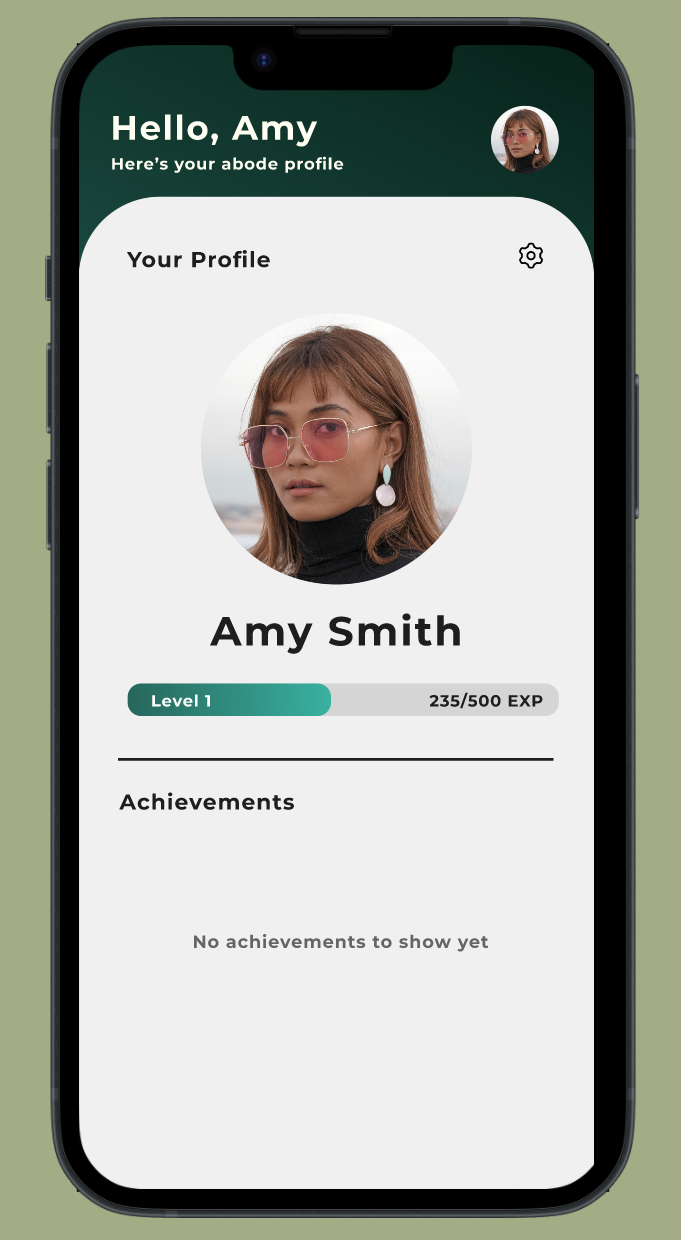 Hello, Amy
Here’s your abode profile
Your Profile
Amy Smith
Level 1 235/500 EXP
Achievements
No achievements to show yet